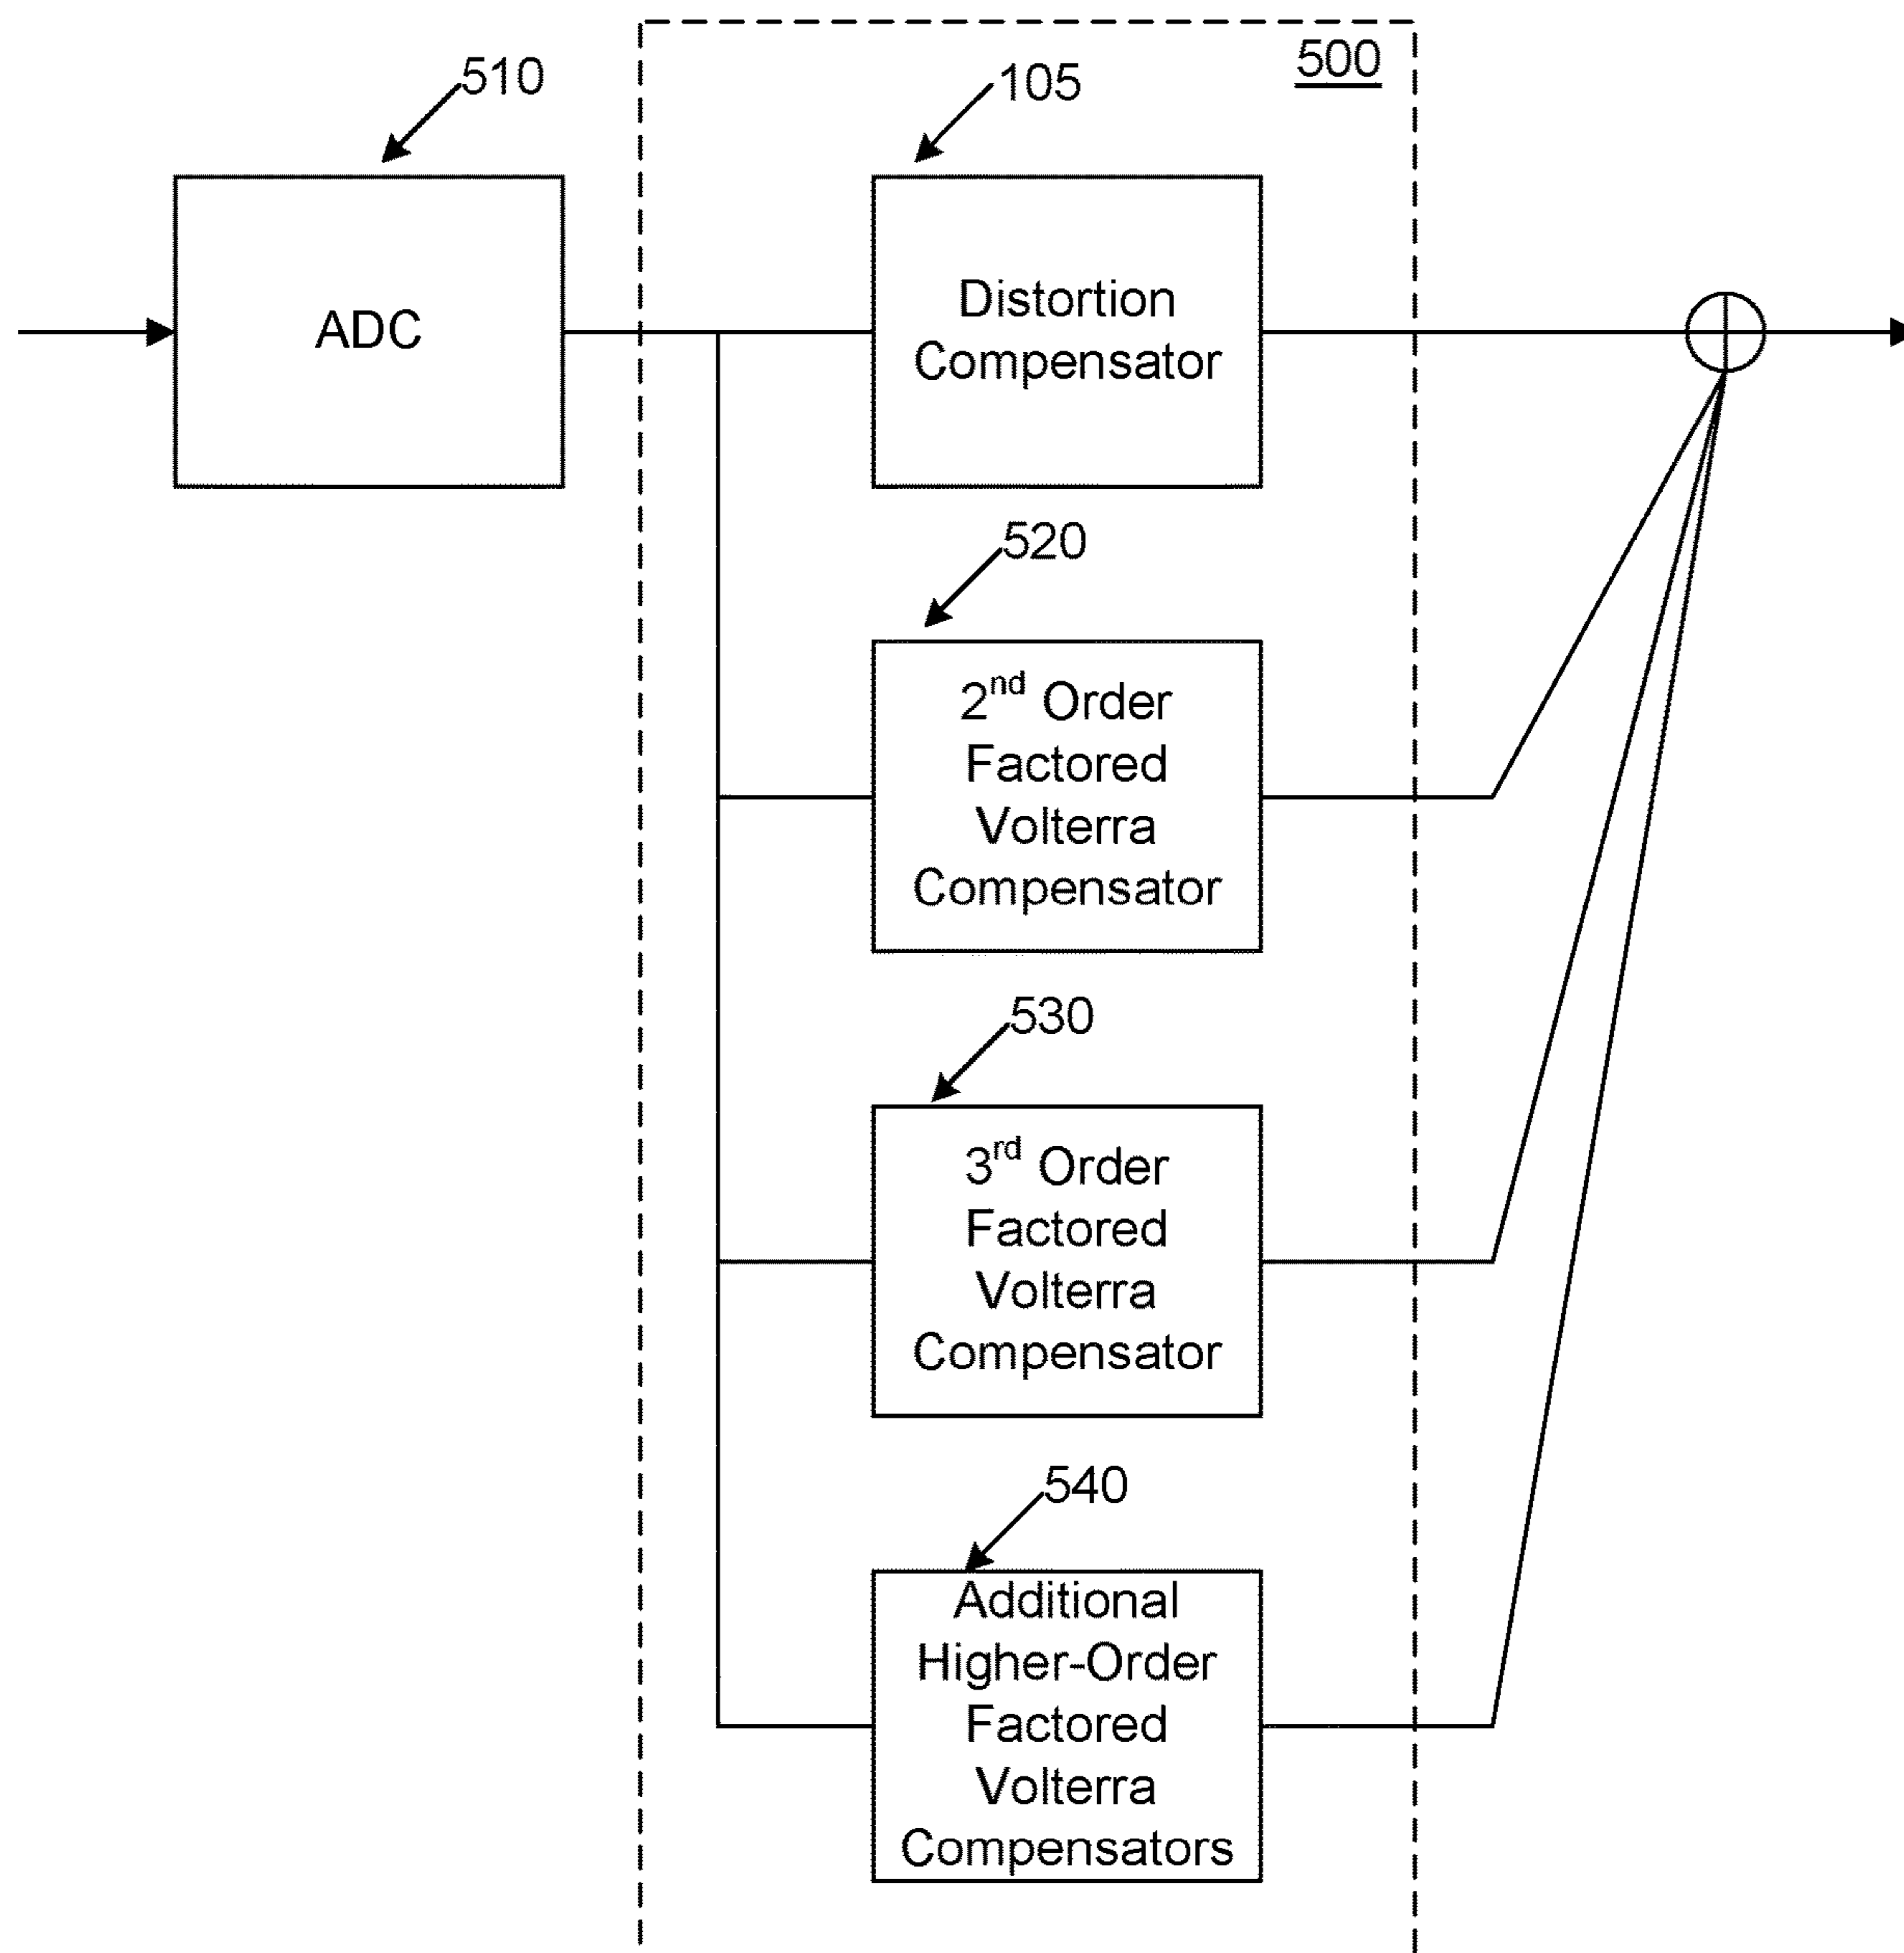 500
510
105
ADC
Distortion
Compensator
520
2nd Order
Factored
Volterra
Compensator
530
3rd Order
Factored
Volterra
Compensator
540
Additional
Higher-Order
Factored
Volterra
Compensators